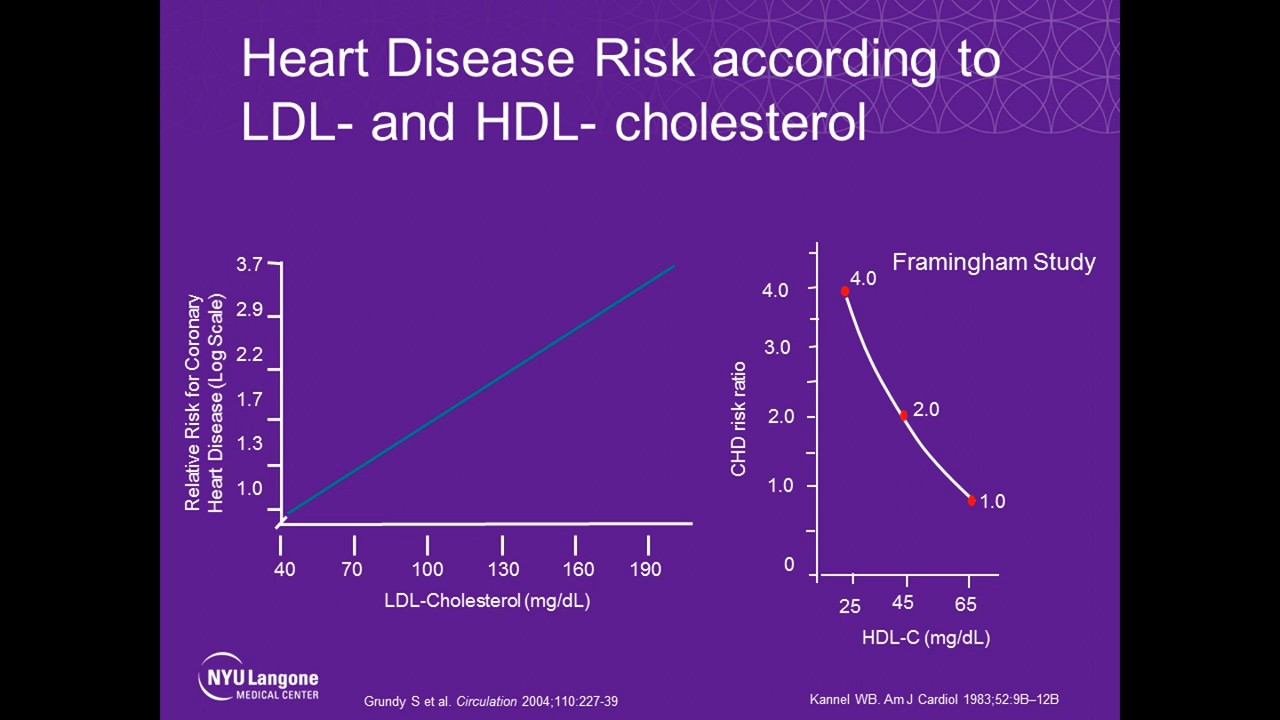 Heart Disease Risk according to
LDL- and HDL- cholesterol
Relative Risk for Coronary
Heart Disease (Log Scale)
3.7
2.9
2.2
1.7
1.3
1.0
40 70 100 130 160 190
LDL-Cholesterol (mg/dL)
Framingham Study
CHD risk ratio
4.0
3.0
2.0
1.0
0
4.0
2.0
1.0
25 45 65
HDL-C (mg/dL)
NYU Langone
MEDICAL CENTER
Grundy S et al. Circulation 2004;110:227-39
Kannel WB. Am J Cardiol 1983;52:9B–12B